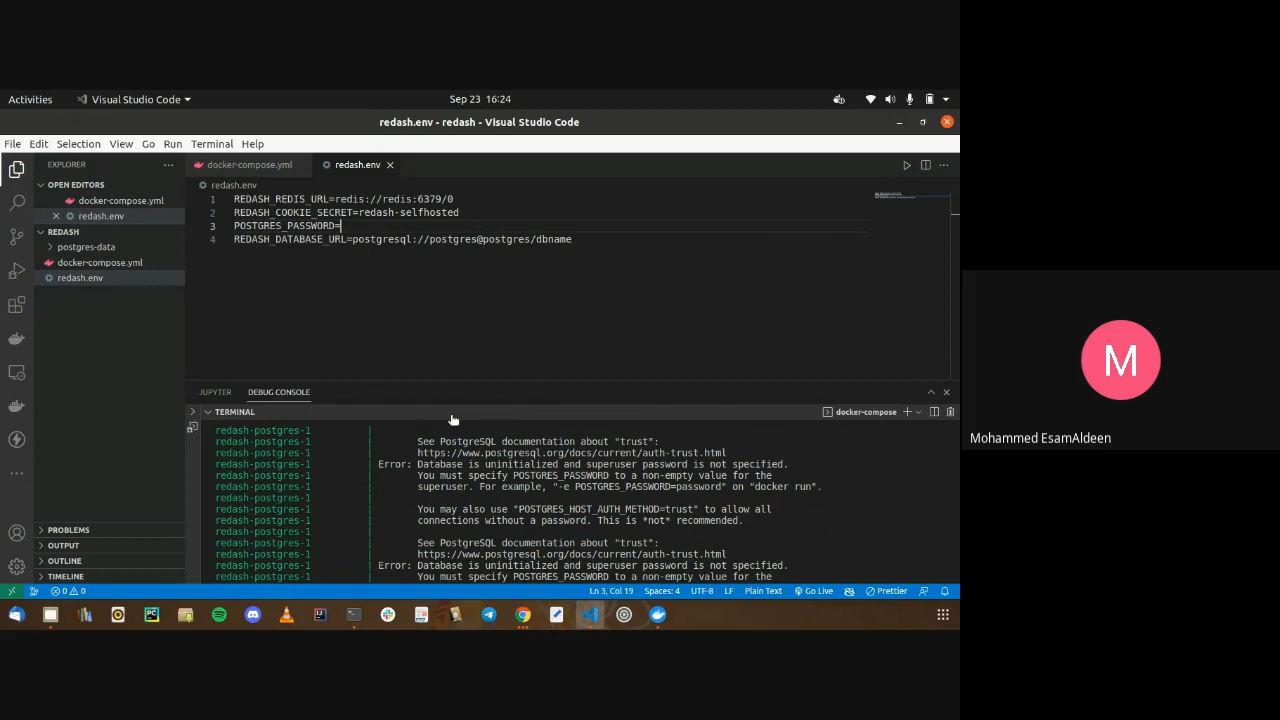 Activities
Visual Studio Code
Sep 23 16:24
redash.env - redash - Visual Studio Code
File Edit Selection View Go Run Terminal Help
EXPLORER
OPEN EDITORS
docker-compose.yml
redash.env
REDASH
postgres-data
docker-compose.yml
redash.env
PROBLEMS
OUTPUT
OUTLINE
TIMELINE
docker-compose.yml
redash.env
redash.env
1 REDASH_REDIS_URL=redis://redis:6379/0
2 REDASH_COOKIE_SECRET=redash-selfhosted
3 POSTGRES_PASSWORD=
4 REDASH_DATABASE_URL=postgresql://postgres@postgres/dbname
JUPYTER DEBUG CONSOLE
TERMINAL
docker-compose
redash-postgres-1 |
redash-postgres-1 | See PostgreSQL documentation about "trust":
redash-postgres-1 | https://www.postgresql.org/docs/current/auth-trust.html
redash-postgres-1 | Error: Database is uninitialized and superuser password is not specified.
redash-postgres-1 | You must specify POSTGRES_PASSWORD to a non-empty value for the
redash-postgres-1 | superuser. For example, "-e POSTGRES_PASSWORD=password" on "docker run".
redash-postgres-1 |
redash-postgres-1 | You may also use "POSTGRES_HOST_AUTH_METHOD=trust" to allow all
redash-postgres-1 | connections without a password. This is *not* recommended.
redash-postgres-1 |
redash-postgres-1 | See PostgreSQL documentation about "trust":
redash-postgres-1 | https://www.postgresql.org/docs/current/auth-trust.html
redash-postgres-1 | Error: Database is uninitialized and superuser password is not specified.
redash-postgres-1 | You must specify POSTGRES_PASSWORD to a non-empty value for the
0 0
Ln 3, Col 19 Spaces: 4 UTF-8 LF Plain Text Go Live Prettier
M
Mohammed EsamAldeen